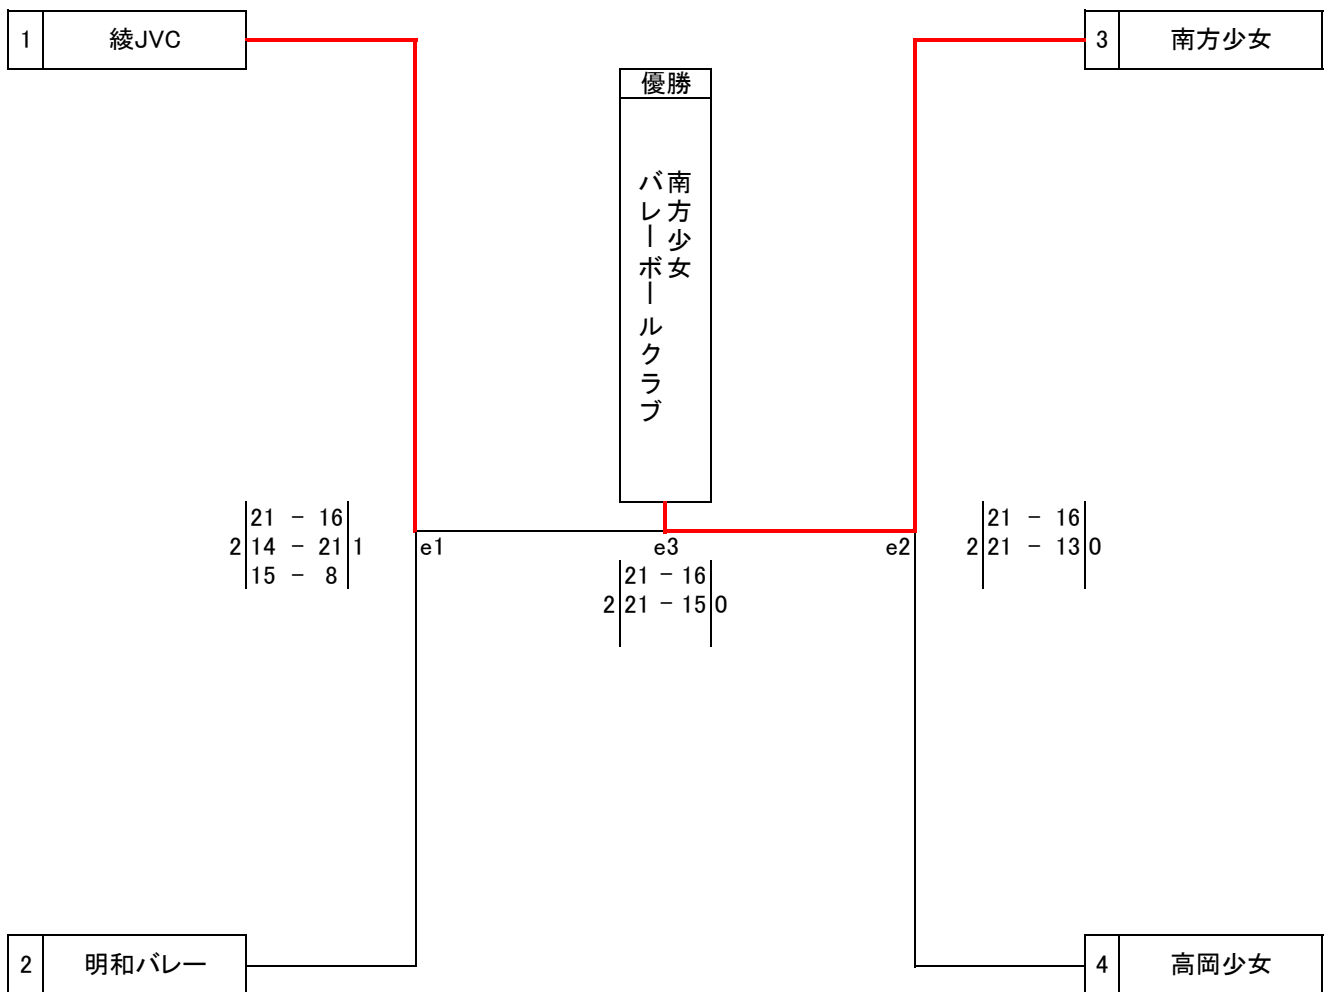 1 綾JVC
3 南方少女
優勝
南方少女
バレーボールクラブ
21 - 16
2 14 - 21 1
15 - 8
e1
e3
e2
21 - 16
2 21 - 13 0
21 - 16
2 21 - 15 0
2 明和バレー
4 高岡少女